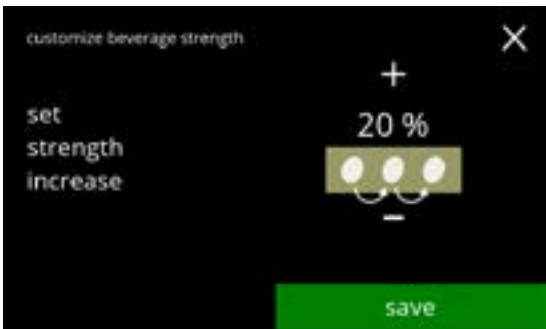 customize beverage strength
set
strength
increase
+
20 %
-
save